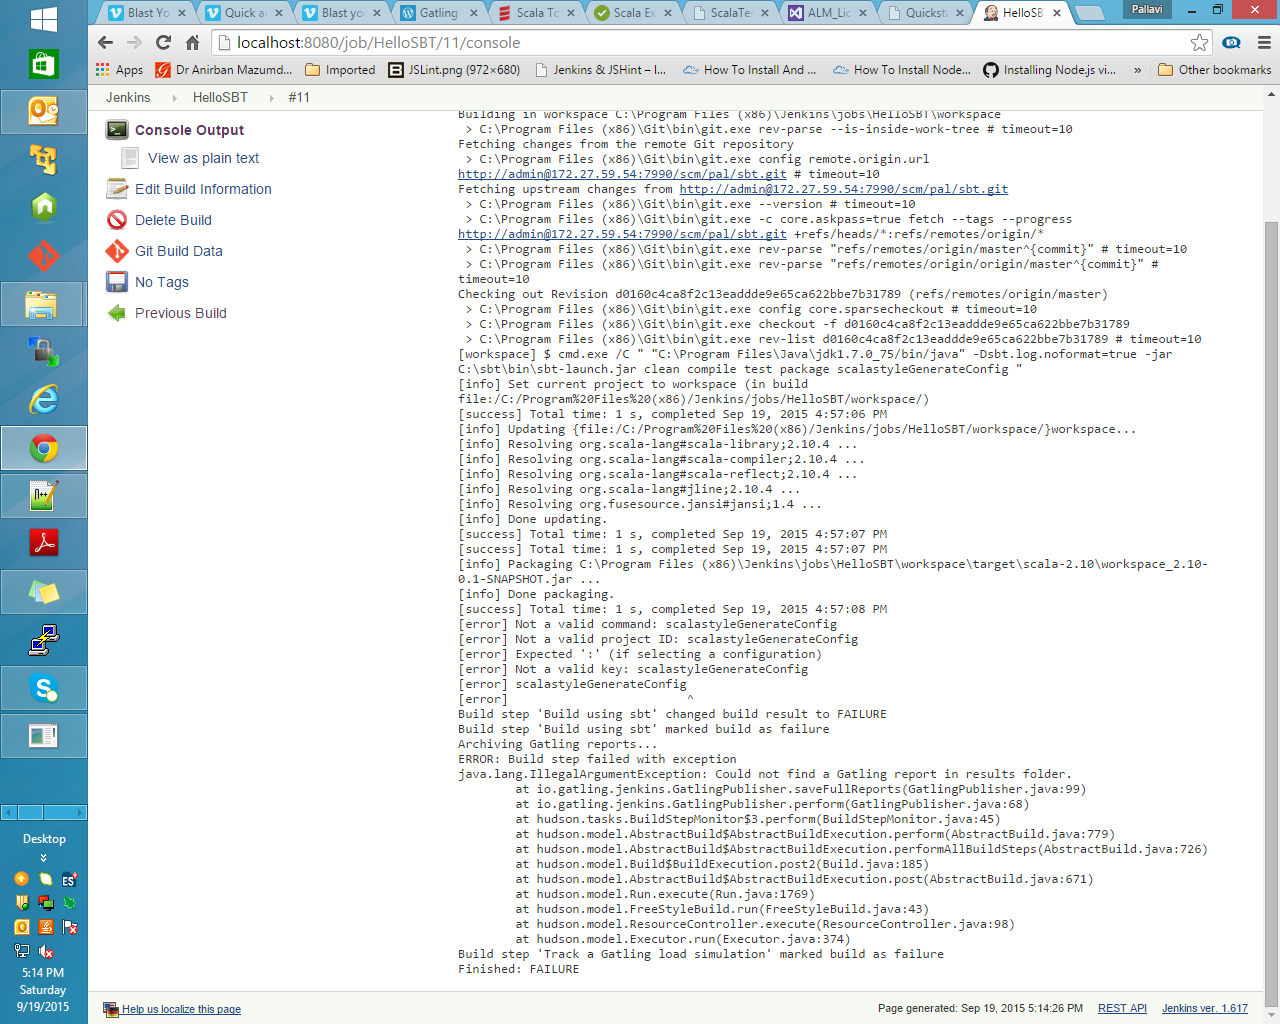 Blast Yo
Quick a
Blast you
Gatling
Scala To
Scala Ex
ScalaTes
ALM_Lic
Quicksta
HelloSB
Pallavi
localhost:8080/job/HelloSBT/11/console
Apps
Dr Anirban Mazumd...
Imported
JSLint.png (972×680)
Jenkins & JSHint – I...
How To Install And ...
How To Install Node...
Installing Node.js vi...
»
Other bookmarks
Jenkins
HelloSBT
#11
Console Output
View as plain text
Edit Build Information
Delete Build
Git Build Data
No Tags
Previous Build
Building in workspace C:\Program Files (x86)\Jenkins\jobs\HelloSBT\workspace
> C:\Program Files (x86)\Git\bin\git.exe rev-parse --is-inside-work-tree # timeout=10
Fetching changes from the remote Git repository
> C:\Program Files (x86)\Git\bin\git.exe config remote.origin.url
http://admin@172.27.59.54:7990/scm/pal/sbt.git # timeout=10
Fetching upstream changes from http://admin@172.27.59.54:7990/scm/pal/sbt.git
> C:\Program Files (x86)\Git\bin\git.exe --version # timeout=10
> C:\Program Files (x86)\Git\bin\git.exe -c core.askpass=true fetch --tags --progress
http://admin@172.27.59.54:7990/scm/pal/sbt.git +refs/heads/*:refs/remotes/origin/*
> C:\Program Files (x86)\Git\bin\git.exe rev-parse "refs/remotes/origin/master^{commit}" # timeout=10
> C:\Program Files (x86)\Git\bin\git.exe rev-parse "refs/remotes/origin/origin/master^{commit}" #
timeout=10
Checking out Revision d0160c4ca8f2c13eaddde9e65ca622bbe7b31789 (refs/remotes/origin/master)
> C:\Program Files (x86)\Git\bin\git.exe config core.sparsecheckout # timeout=10
> C:\Program Files (x86)\Git\bin\git.exe checkout -f d0160c4ca8f2c13eaddde9e65ca622bbe7b31789
> C:\Program Files (x86)\Git\bin\git.exe rev-list d0160c4ca8f2c13eaddde9e65ca622bbe7b31789 # timeout=10
[workspace] $ cmd.exe /C " "C:\Program Files\Java\jdk1.7.0_75/bin/java" -Dsbt.log.noformat=true -jar
C:\sbt\bin\sbt-launch.jar clean compile test package scalastyleGenerateConfig "
[info] Set current project to workspace (in build
file:/C:/Program%20Files%20(x86)/Jenkins/jobs/HelloSBT/workspace/)
[success] Total time: 1 s, completed Sep 19, 2015 4:57:06 PM
[info] Updating {file:/C:/Program%20Files%20(x86)/Jenkins/jobs/HelloSBT/workspace/}workspace...
[info] Resolving org.scala-lang#scala-library;2.10.4 ...
[info] Resolving org.scala-lang#scala-compiler;2.10.4 ...
[info] Resolving org.scala-lang#scala-reflect;2.10.4 ...
[info] Resolving org.scala-lang#jline;2.10.4 ...
[info] Resolving org.fusesource.jansi#jansi;1.4 ...
[info] Done updating.
[success] Total time: 1 s, completed Sep 19, 2015 4:57:07 PM
[success] Total time: 1 s, completed Sep 19, 2015 4:57:07 PM
[info] Packaging C:\Program Files (x86)\Jenkins\jobs\HelloSBT\workspace\target\scala-2.10\workspace_2.10-
0.1-SNAPSHOT.jar ...
[info] Done packaging.
[success] Total time: 1 s, completed Sep 19, 2015 4:57:08 PM
[error] Not a valid command: scalastyleGenerateConfig
[error] Not a valid project ID: scalastyleGenerateConfig
[error] Expected ':' (if selecting a configuration)
[error] Not a valid key: scalastyleGenerateConfig
[error] scalastyleGenerateConfig
[error] ^
Build step 'Build using sbt' changed build result to FAILURE
Build step 'Build using sbt' marked build as failure
Archiving Gatling reports...
ERROR: Build step failed with exception
java.lang.IllegalArgumentException: Could not find a Gatling report in results folder.
at io.gatling.jenkins.GatlingPublisher.saveFullReports(GatlingPublisher.java:99)
at io.gatling.jenkins.GatlingPublisher.perform(GatlingPublisher.java:68)
at hudson.tasks.BuildStepMonitor$3.perform(BuildStepMonitor.java:45)
at hudson.model.AbstractBuild$AbstractBuildExecution.perform(AbstractBuild.java:779)
at hudson.model.AbstractBuild$AbstractBuildExecution.performAllBuildSteps(AbstractBuild.java:726)
at hudson.model.Build$BuildExecution.post2(Build.java:185)
at hudson.model.AbstractBuild$AbstractBuildExecution.post(AbstractBuild.java:671)
at hudson.model.Run.execute(Run.java:1769)
at hudson.model.FreeStyleBuild.run(FreeStyleBuild.java:43)
at hudson.model.ResourceController.execute(ResourceController.java:98)
at hudson.model.Executor.run(Executor.java:374)
Build step 'Track a Gatling load simulation' marked build as failure
Finished: FAILURE
Desktop
ES
5:14 PM
Saturday
9/19/2015
Help us localize this page
Page generated: Sep 19, 2015 5:14:26 PM
REST API
Jenkins ver. 1.617